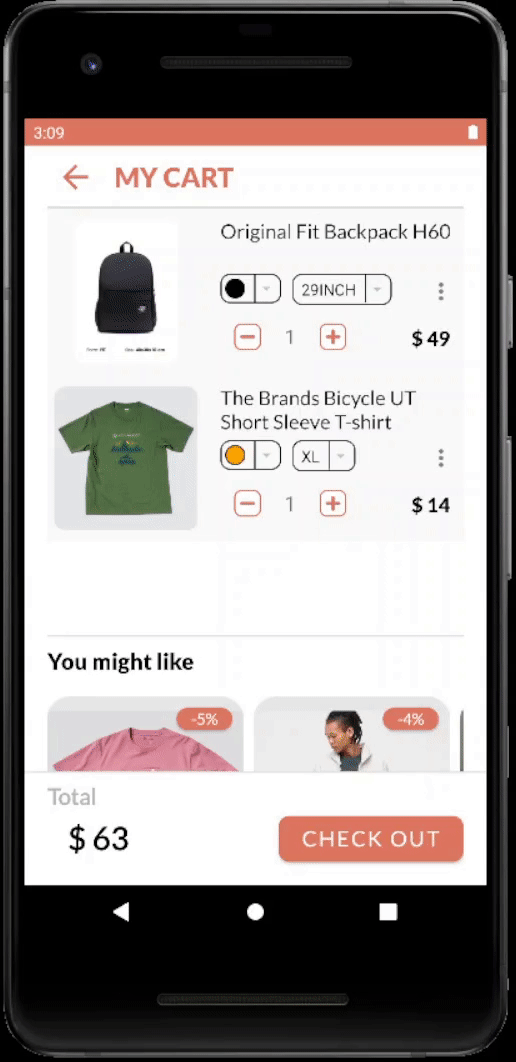 3:09
MY CART
Original Fit Backpack H60
29INCH
1
$ 49
The Brands Bicycle UT
Short Sleeve T-shirt
XL
1
$ 14
You might like
-5%
-4%
Total
$ 63
CHECK OUT